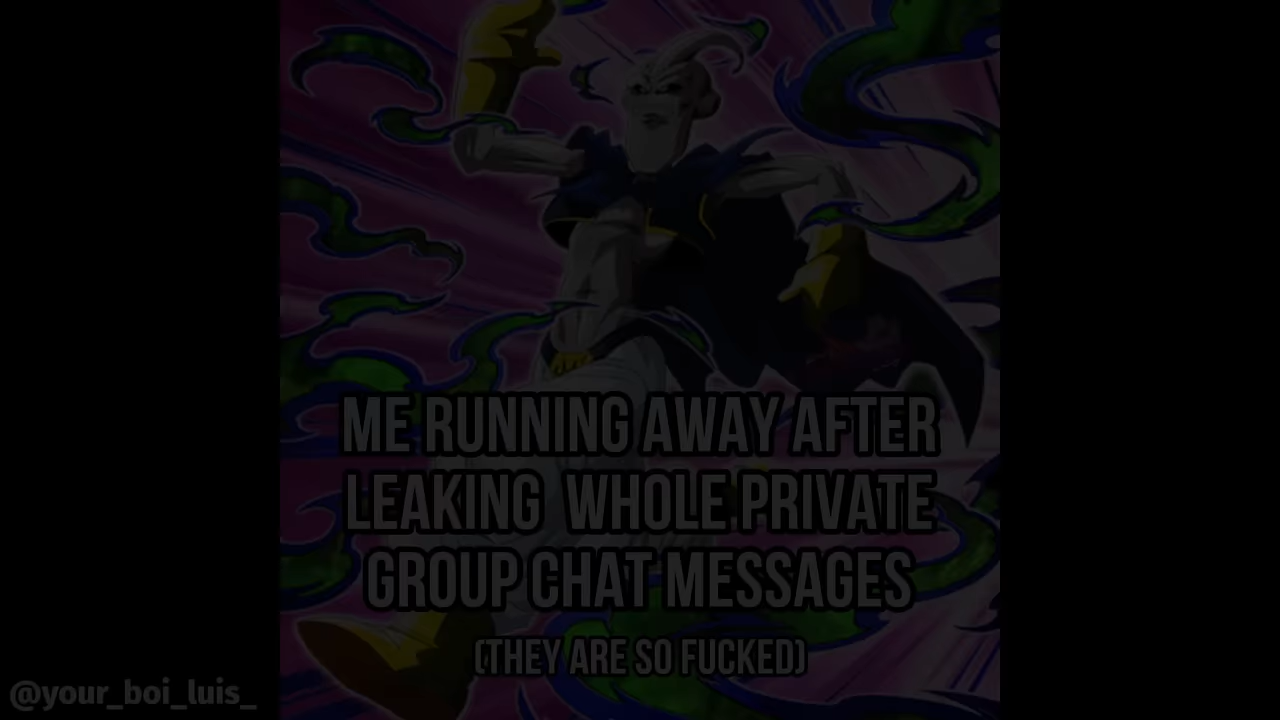 ME RUNNING AWAY AFTER
LEAKING WHOLE PRIVATE
GROUP CHAT MESSAGES
(THEY ARE SO FUCKED)
@your_boi_luis_